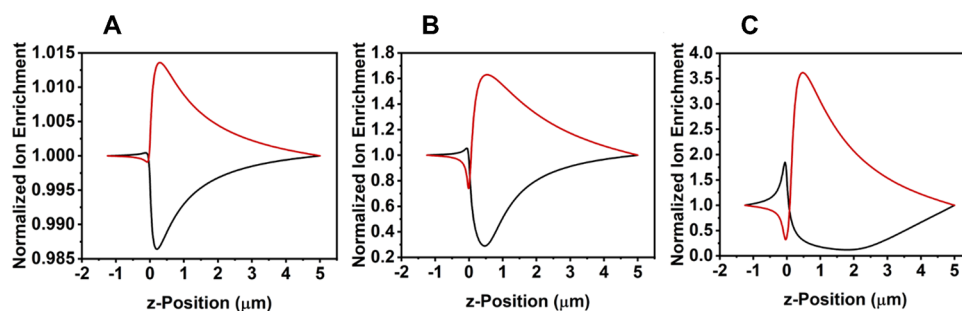 A
B
C
Normalized Ion Enrichment
1.015
1.010
1.005
1.000
0.995
0.990
0.985
-2 -1 0 1 2 3 4 5
z-Position (μm)
Normalized Ion Enrichment
1.8
1.6
1.4
1.2
1.0
0.8
0.6
0.4
0.2
-2 -1 0 1 2 3 4 5
z-Position (μm)
Normalized Ion Enrichment
4.0
3.5
3.0
2.5
2.0
1.5
1.0
0.5
0.0
-2 -1 0 1 2 3 4 5
z-Position (μm)